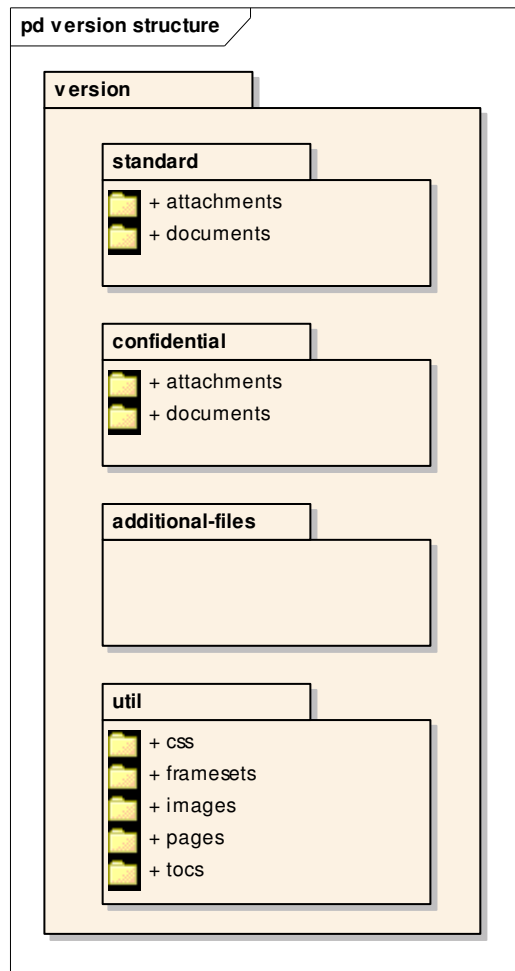 pd version structure
version
standard
+ attachments
+ documents
confidential
+ attachments
+ documents
additional-files
util
+ css
+ framesets
+ images
+ pages
+ tocs